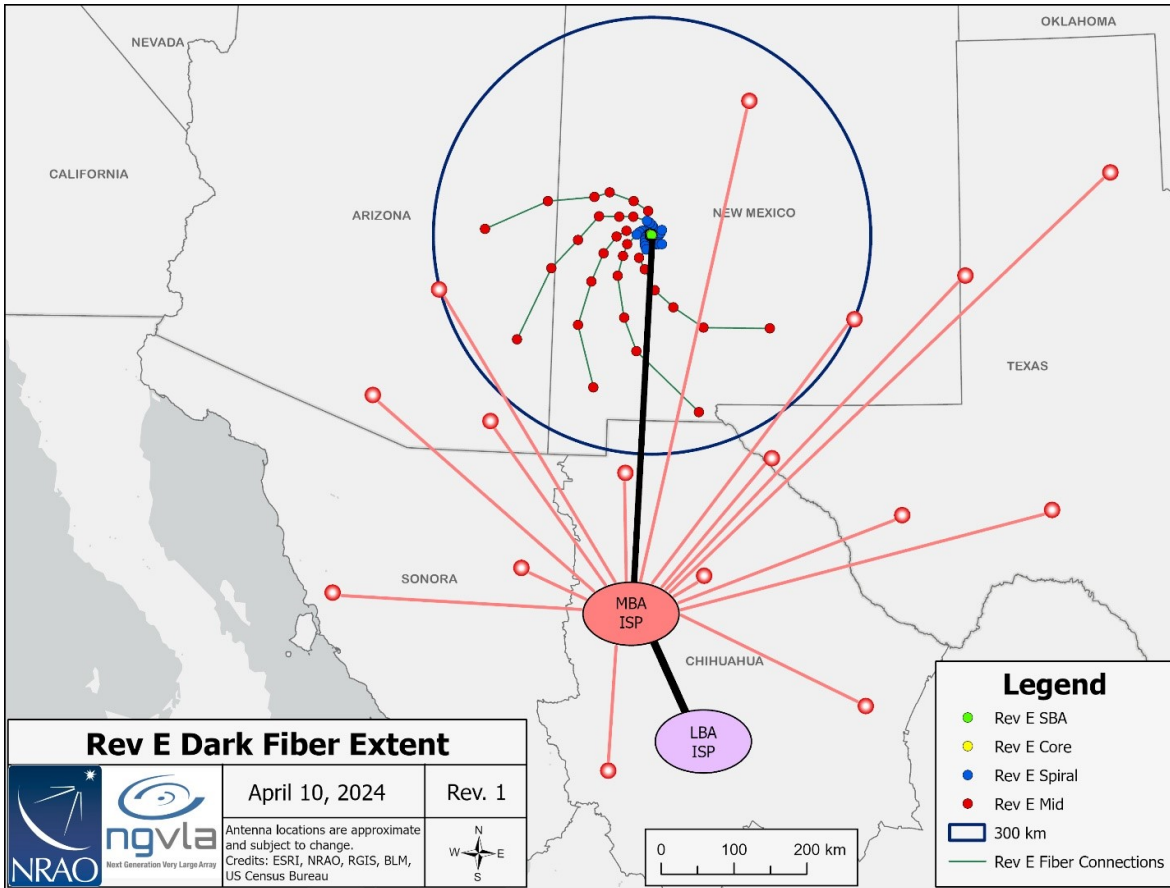 OKLAHOMA
NEVADA
CALIFORNIA
ARIZONA
NEW MEXICO
TEXAS
SONORA
MBA
ISP
CHIHUAHUA
LBA
ISP
Rev E Dark Fiber Extent
NRAO
ngvla
Next Generation Very Large Array
April 10, 2024
Rev. 1
Antenna locations are approximate
and subject to change.
Credits: ESRI, NRAO, RGIS, BLM,
US Census Bureau
N
W E
S
0 100 200 km
Legend
Rev E SBA
Rev E Core
Rev E Spiral
Rev E Mid
300 km
Rev E Fiber Connections